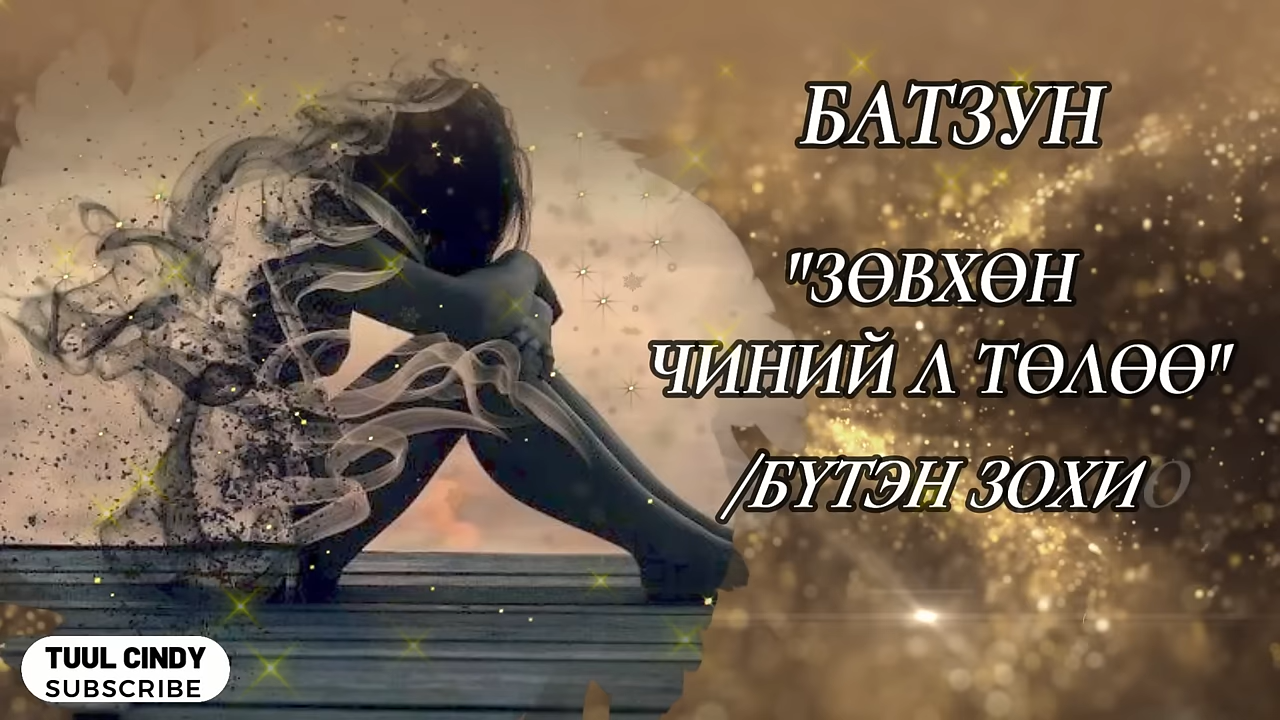 БАТЗУН
"ЗӨВХӨН
ЧИНИЙ Л ТӨЛӨӨ"
/БҮТЭН ЗОХИО
TUUL CINDY
SUBSCRIBE